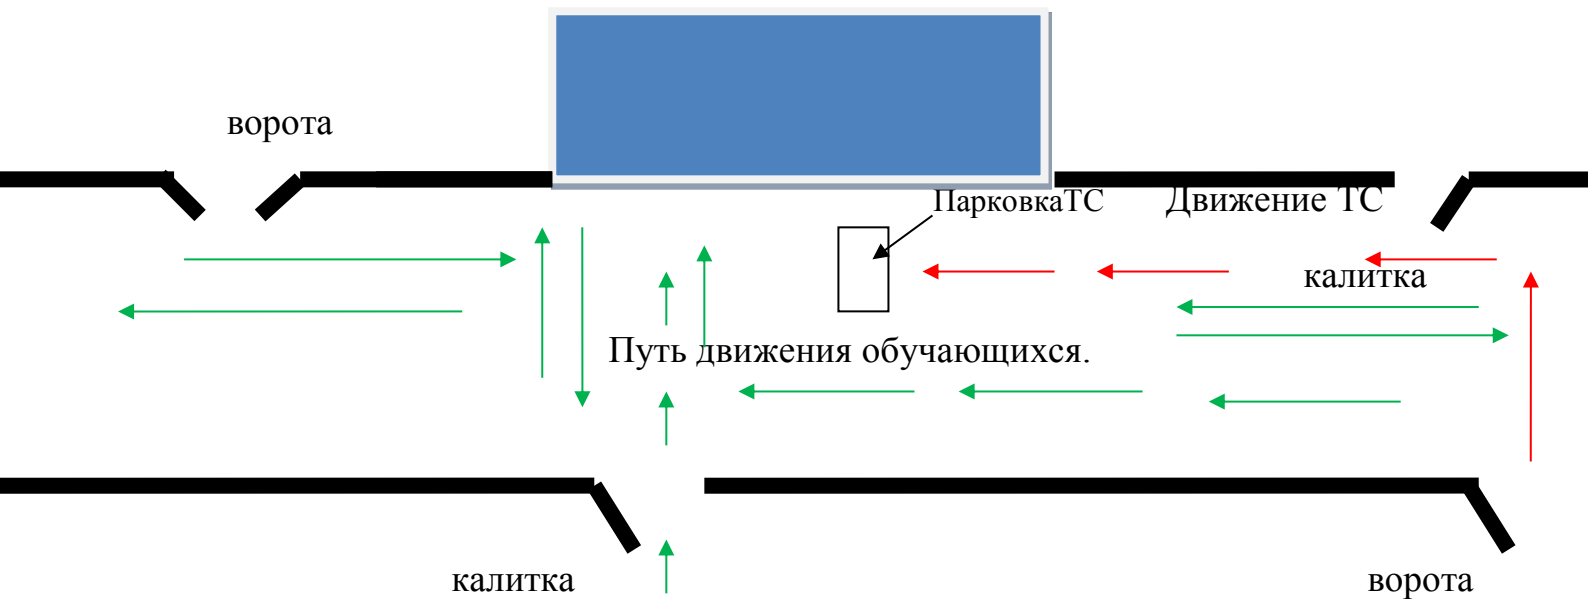 ворота
ПарковкаТС
Движение ТС
калитка
Путь движения обучающихся.
калитка
ворота